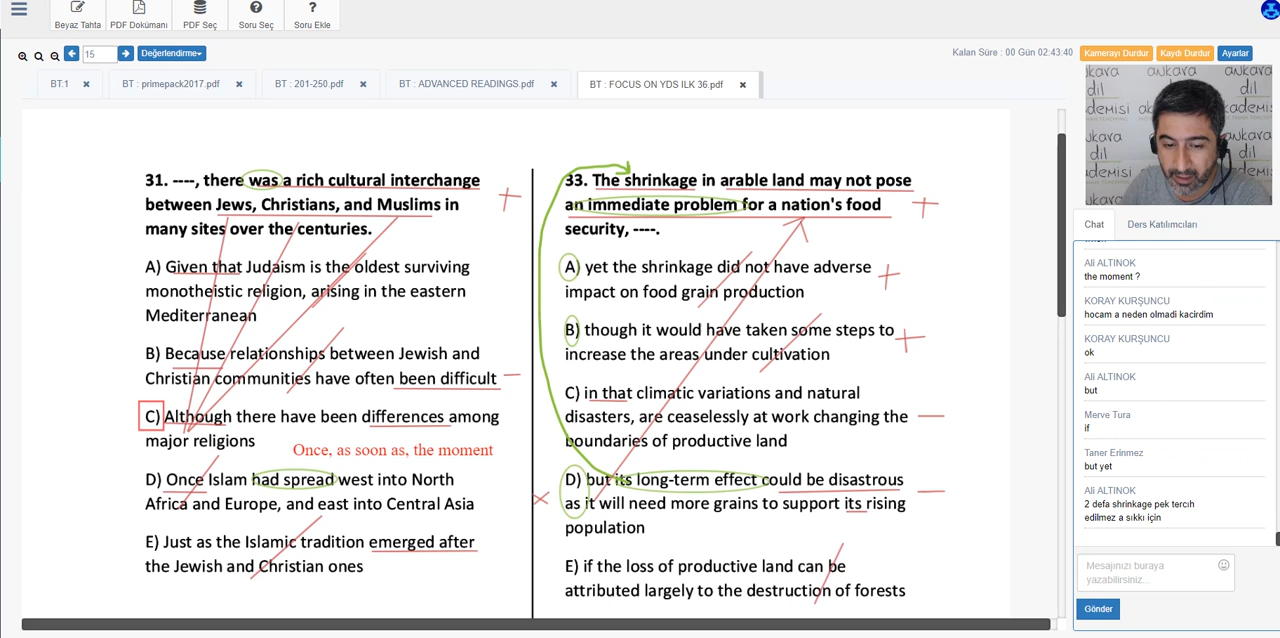 Beyaz Tahta
PDF Dokümanı
PDF Seç
Soru Seç
Soru Ekle
15
Değerlendirme
Kalan Süre : 00 Gün 02:43:40
Kamerayı Durdur
Kaydı Durdur
Ayarlar
BT.1
BT : primepack2017.pdf
BT : 201-250.pdf
BT : ADVANCED READINGS.pdf
BT : FOCUS ON YDS ILK 36.pdf
31. ----, there was a rich cultural interchange
between Jews, Christians, and Muslims in
many sites over the centuries.
A) Given that Judaism is the oldest surviving
monotheistic religion, arising in the eastern
Mediterranean
B) Because relationships between Jewish and
Christian communities have often been difficult
C) Although there have been differences among
major religions
Once, as soon as, the moment
D) Once Islam had spread west into North
Africa and Europe, and east into Central Asia
E) Just as the Islamic tradition emerged after
the Jewish and Christian ones
33. The shrinkage in arable land may not pose
an immediate problem for a nation's food
security, ----.
A) yet the shrinkage did not have adverse
impact on food grain production
B) though it would have taken some steps to
increase the areas under cultivation
C) in that climatic variations and natural
disasters, are ceaselessly at work changing the
boundaries of productive land
D) but its long-term effect could be disastrous
as it will need more grains to support its rising
population
E) if the loss of productive land can be
attributed largely to the destruction of forests
ankara
dil
akademisi
Chat
Ders Katılımcıları
Ali ALTINOK
the moment ?
KORAY KURŞUNCU
hocam a neden olmadi kacirdim
KORAY KURŞUNCU
ok
Ali ALTINOK
but
Merve Tura
if
Taner Erinmez
but yet
Ali ALTINOK
2 defa shrinkage pek tercıh
edilmez a sıkkı için
Mesajınızı buraya
yazabilirsiniz...
Gönder